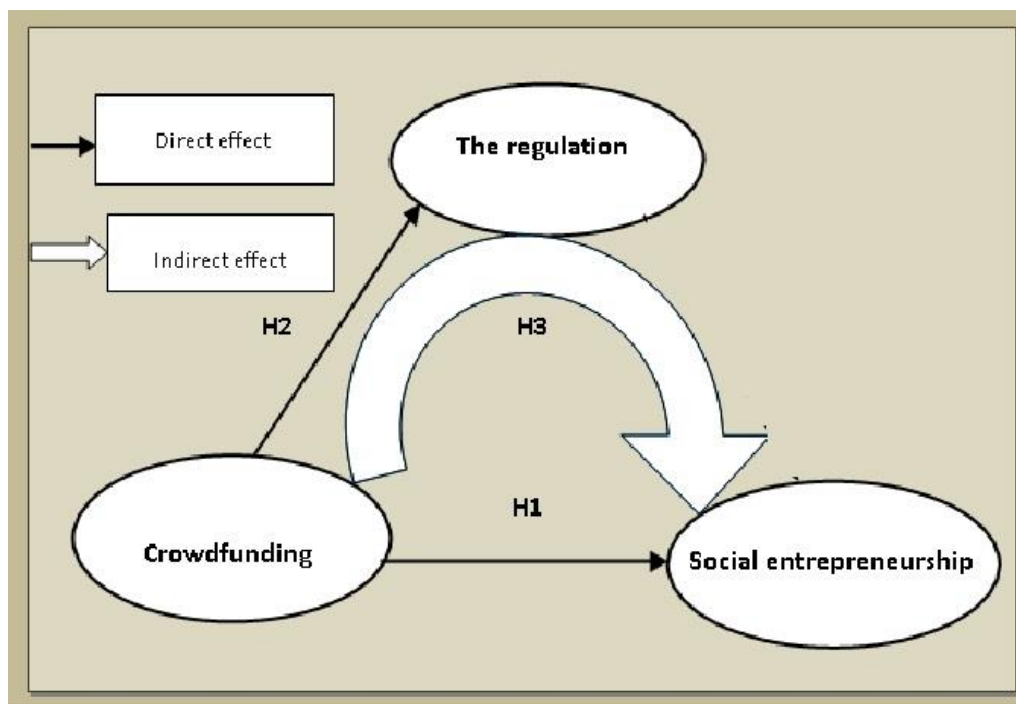 Direct effect
The regulation
Indirect effect
H2
H3
H1
Crowdfunding
Social entrepreneurship